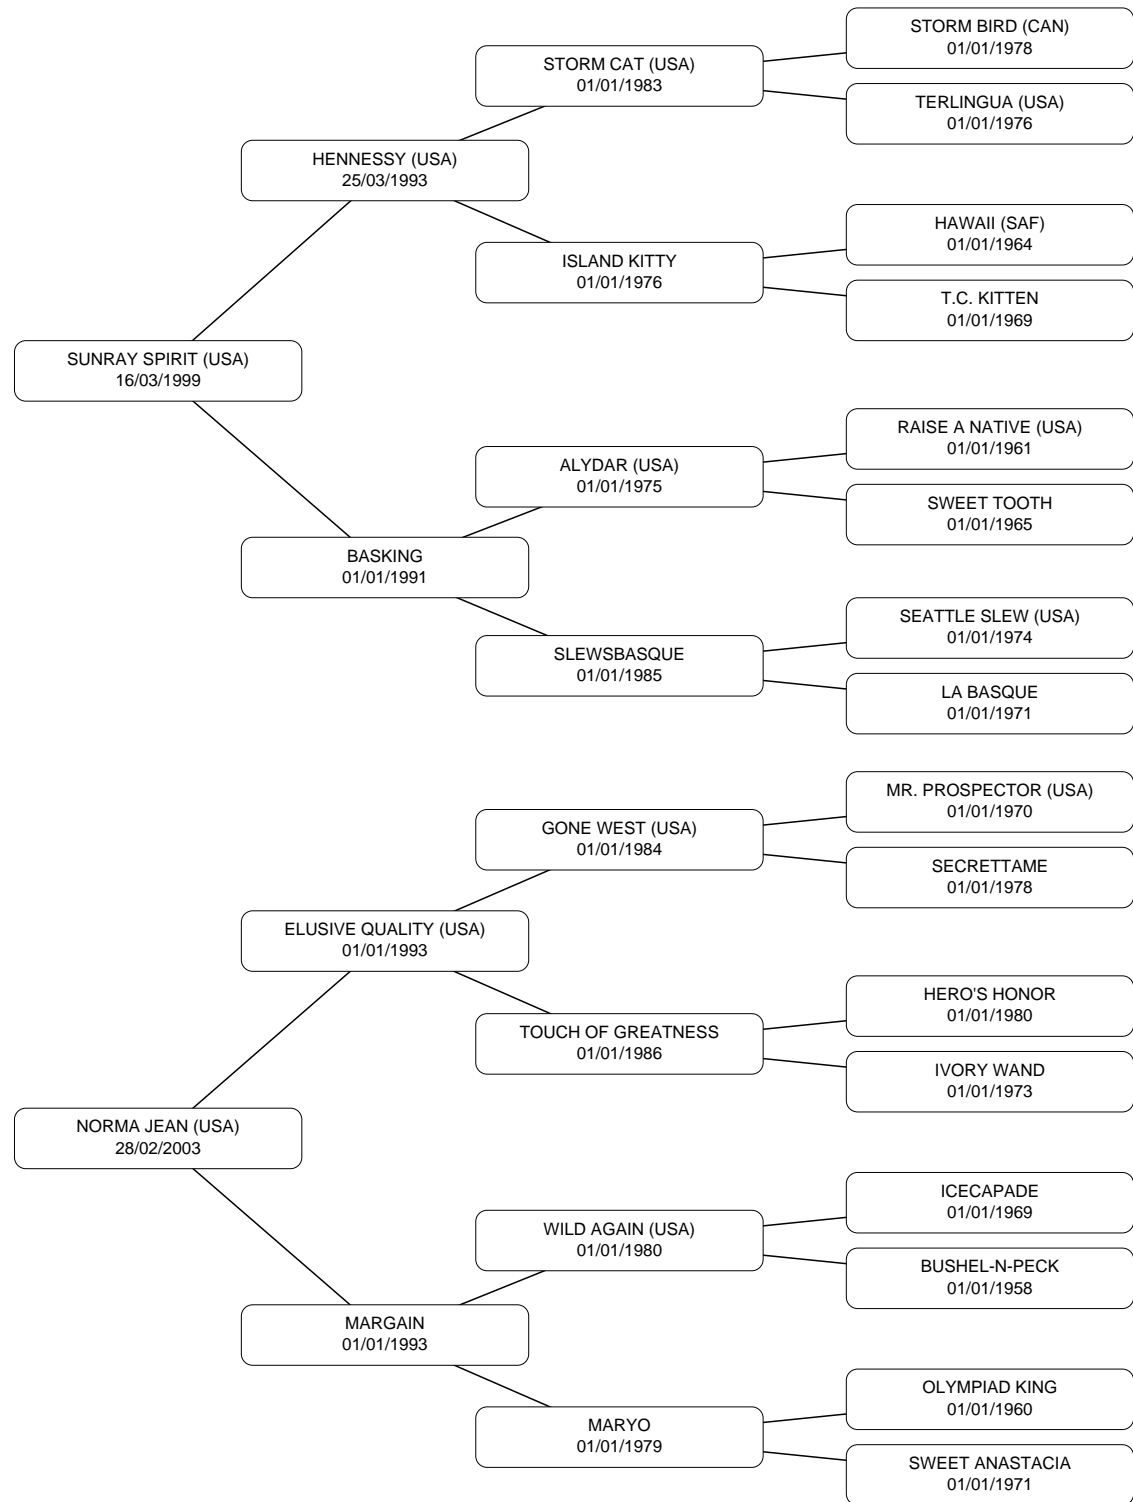 STORM BIRD (CAN)
01/01/1978
STORM CAT (USA)
01/01/1983
TERLINGUA (USA)
01/01/1976
HENNESSY (USA)
25/03/1993
HAWAII (SAF)
01/01/1964
ISLAND KITTY
01/01/1976
T.C. KITTEN
01/01/1969
SUNRAY SPIRIT (USA)
16/03/1999
RAISE A NATIVE (USA)
01/01/1961
ALYDAR (USA)
01/01/1975
SWEET TOOTH
01/01/1965
BASKING
01/01/1991
SEATTLE SLEW (USA)
01/01/1974
SLEWSBASQUE
01/01/1985
LA BASQUE
01/01/1971
MR. PROSPECTOR (USA)
01/01/1970
GONE WEST (USA)
01/01/1984
SECRETTAME
01/01/1978
ELUSIVE QUALITY (USA)
01/01/1993
HERO'S HONOR
01/01/1980
TOUCH OF GREATNESS
01/01/1986
IVORY WAND
01/01/1973
NORMA JEAN (USA)
28/02/2003
ICECAPADE
01/01/1969
WILD AGAIN (USA)
01/01/1980
BUSHEL-N-PECK
01/01/1958
MARGAIN
01/01/1993
OLYMPIAD KING
01/01/1960
MARYO
01/01/1979
SWEET ANASTACIA
01/01/1971